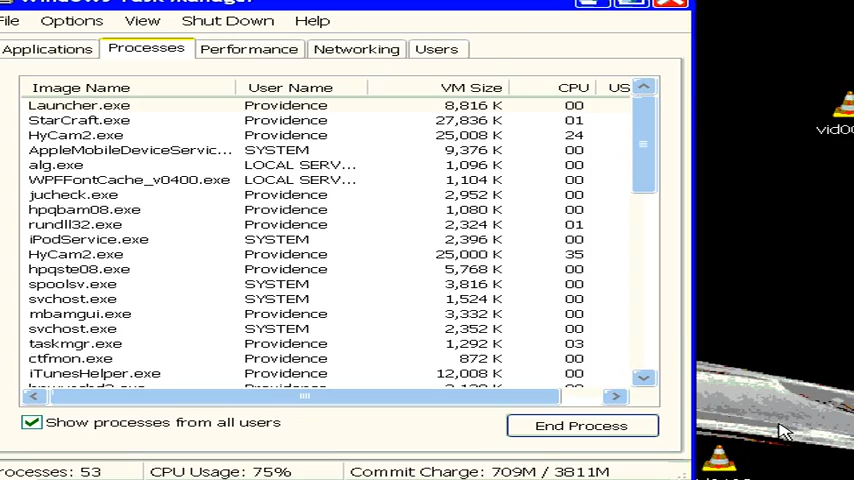 Windows Task Manager
File Options View Shut Down Help
Applications Processes Performance Networking Users
Image Name User Name VM Size CPU US
Launcher.exe Providence 8,816 K 00
StarCraft.exe Providence 27,836 K 01
HyCam2.exe Providence 25,008 K 24
AppleMobileDeviceServic... SYSTEM 9,376 K 00
alg.exe LOCAL SERV... 1,096 K 00
WPFFontCache_v0400.exe LOCAL SERV... 1,104 K 00
jucheck.exe Providence 2,952 K 00
hpqbam08.exe Providence 1,080 K 00
rundll32.exe Providence 2,324 K 01
iPodService.exe SYSTEM 2,396 K 00
HyCam2.exe Providence 25,000 K 35
hpqste08.exe Providence 5,768 K 00
spoolsv.exe SYSTEM 3,816 K 00
svchost.exe SYSTEM 1,524 K 00
mbamgui.exe Providence 3,332 K 00
svchost.exe SYSTEM 2,352 K 00
taskmgr.exe Providence 1,292 K 03
ctfmon.exe Providence 872 K 00
iTunesHelper.exe Providence 12,008 K 00
Show processes from all users
End Process
rocesses: 53 CPU Usage: 75% Commit Charge: 709M / 3811M